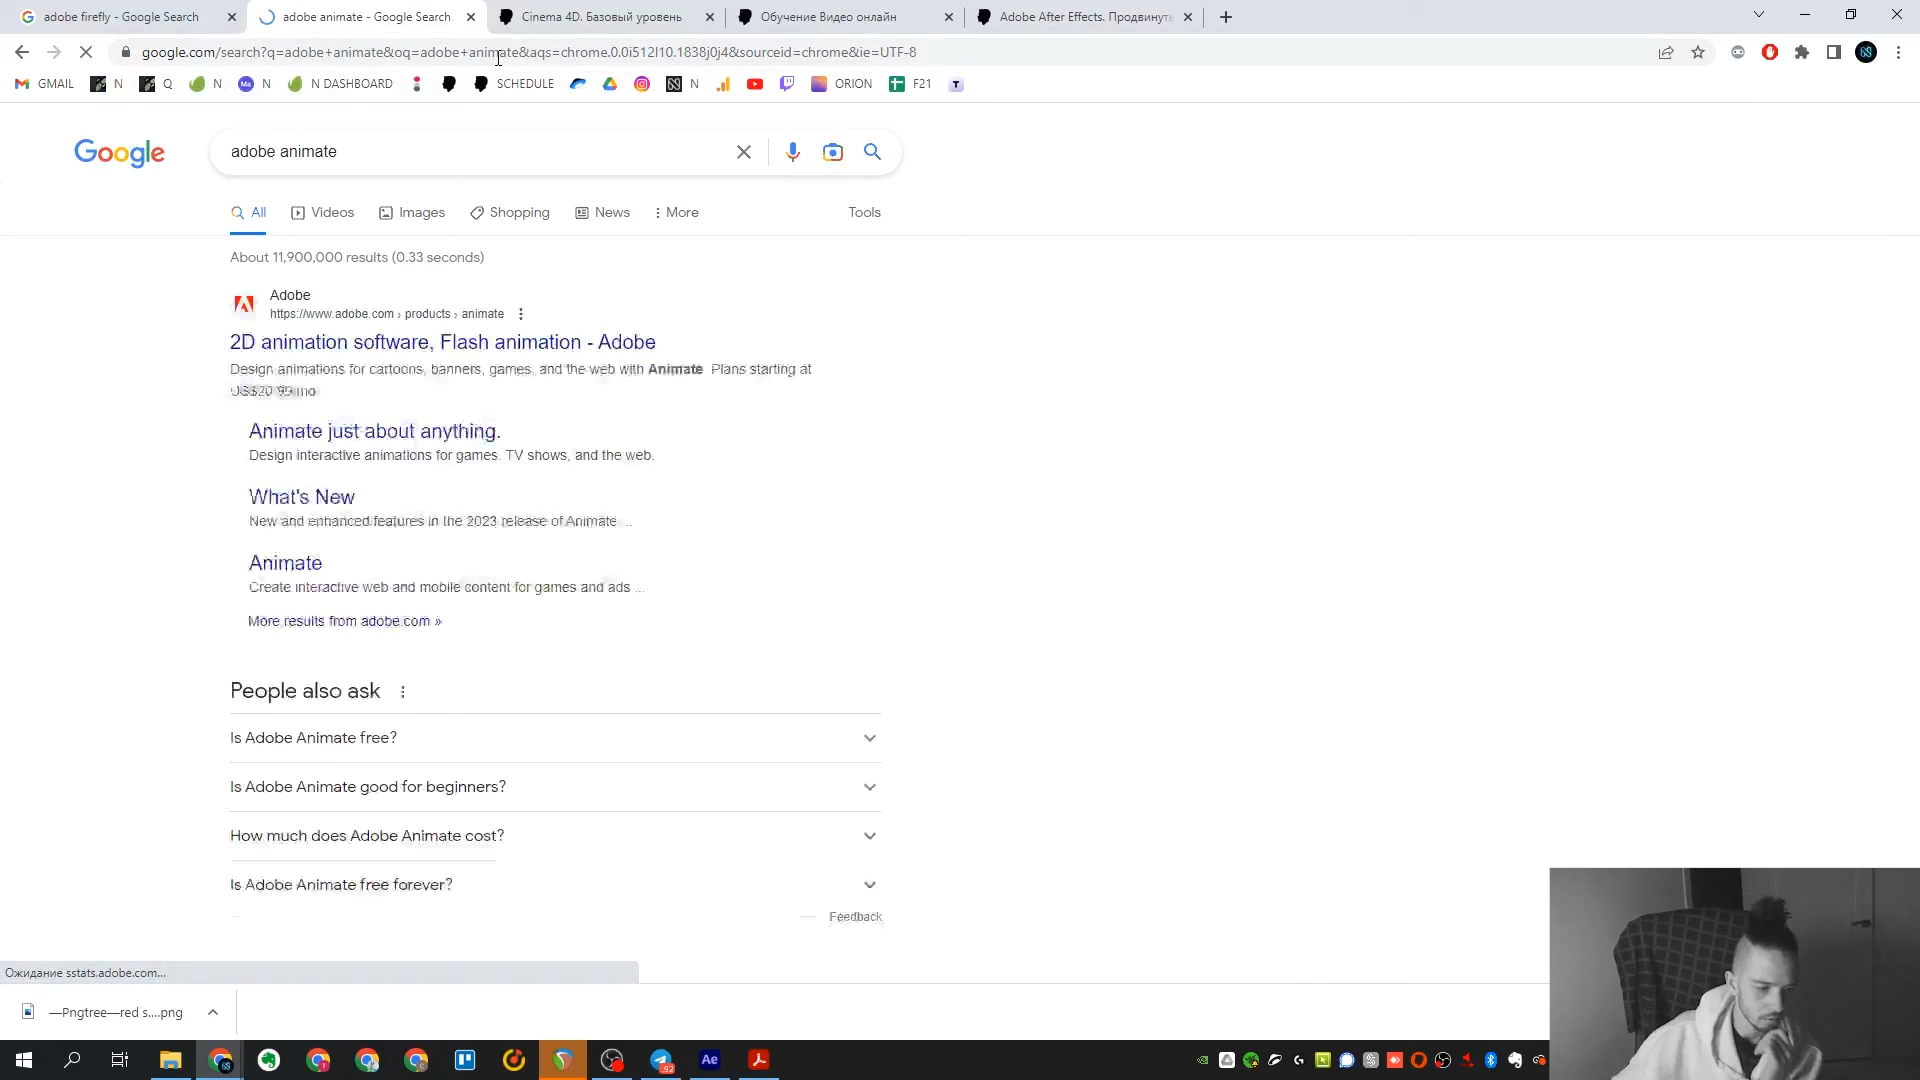 adobe firefly - Google Search
adobe animate - Google Search
Cinema 4D. Базовый уровень
Обучение Видео онлайн
Adobe After Effects. Продвинуть
google.com/search?q=adobe+animate&oq=adobe+animate&aqs=chrome.0.0i512l10.1838j0j4&sourceid=chrome&ie=UTF-8
GMAIL
N
Q
N
N
N DASHBOARD
SCHEDULE
N
ORION
F21
Google
adobe animate
All
Videos
Images
Shopping
News
More
Tools
About 11,900,000 results (0.33 seconds)
Adobe
https://www.adobe.com › products › animate
2D animation software, Flash animation - Adobe
Design animations for cartoons, banners, games, and the web with Animate Plans starting at
US$20 99/mo
Animate just about anything.
Design interactive animations for games. TV shows, and the web.
What's New
New and enhanced features in the 2023 release of Animate ...
Animate
Create interactive web and mobile content for games and ads ...
More results from adobe.com »
People also ask
Is Adobe Animate free?
Is Adobe Animate good for beginners?
How much does Adobe Animate cost?
Is Adobe Animate free forever?
Feedback
Ожидание sstats.adobe.com...
—Pngtree—red s....png
Ae
92